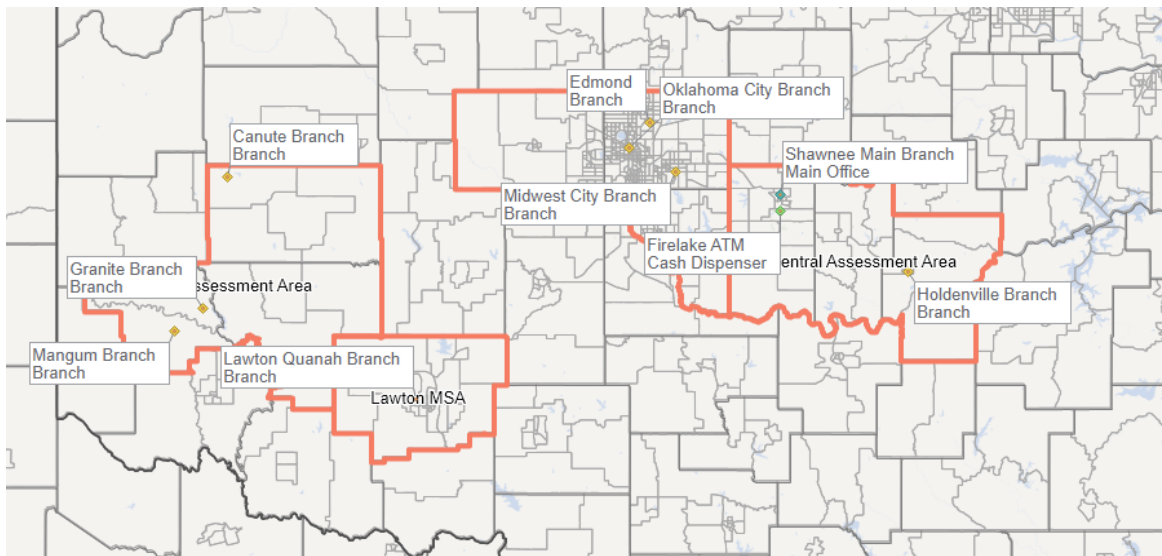 Edmond
Branch
Oklahoma City Branch
Branch
Canute Branch
Branch
Shawnee Main Branch
Main Office
Midwest City Branch
Branch
Firelake ATM
Cash Dispenser
entral Assessment Area
Granite Branch
Branch
ssessment Area
Holdenville Branch
Branch
Mangum Branch
Branch
Lawton Quanah Branch
Branch
Lawton MSA